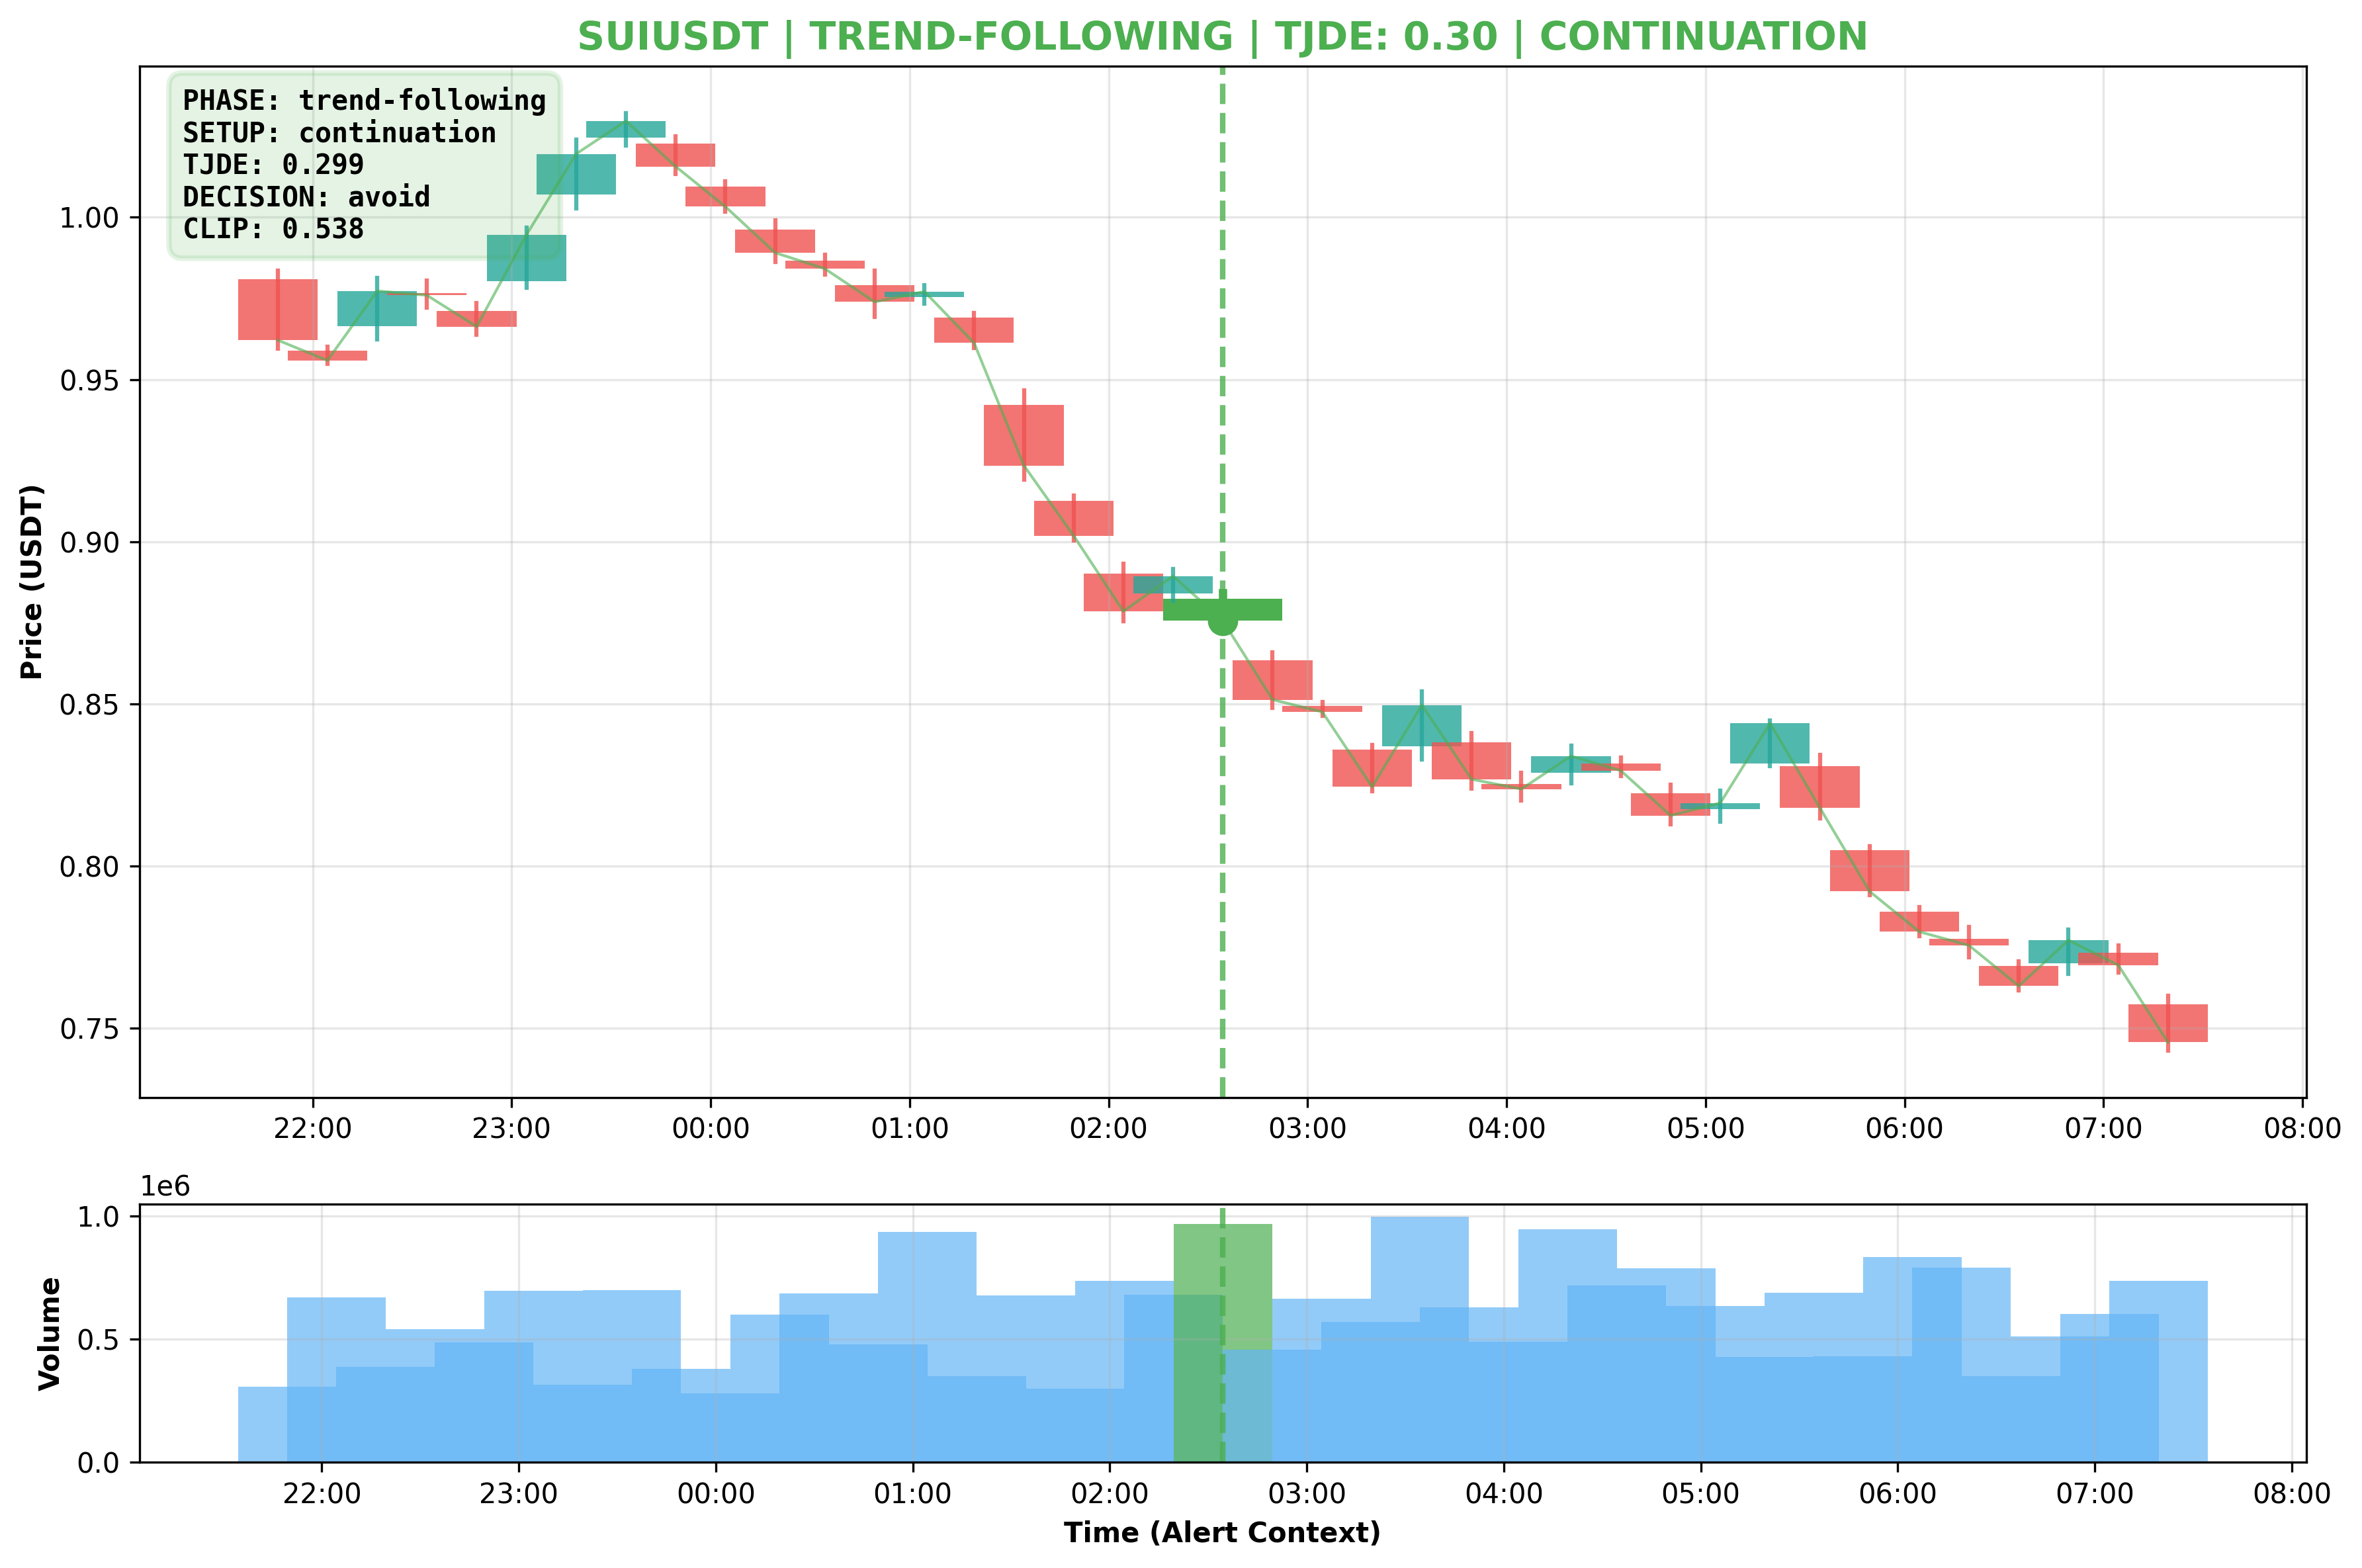 SUIUSDT | TREND-FOLLOWING | TJDE: 0.30 | CONTINUATION
PHASE: trend-following
SETUP: continuation
TJDE: 0.299
DECISION: avoid
CLIP: 0.538
Price (USDT)
1.00
0.95
0.90
0.85
0.80
0.75
22:00 23:00 00:00 01:00 02:00 03:00 04:00 05:00 06:00 07:00 08:00
1e6
Volume
1.0
0.5
0.0
22:00 23:00 00:00 01:00 02:00 03:00 04:00 05:00 06:00 07:00 08:00
Time (Alert Context)